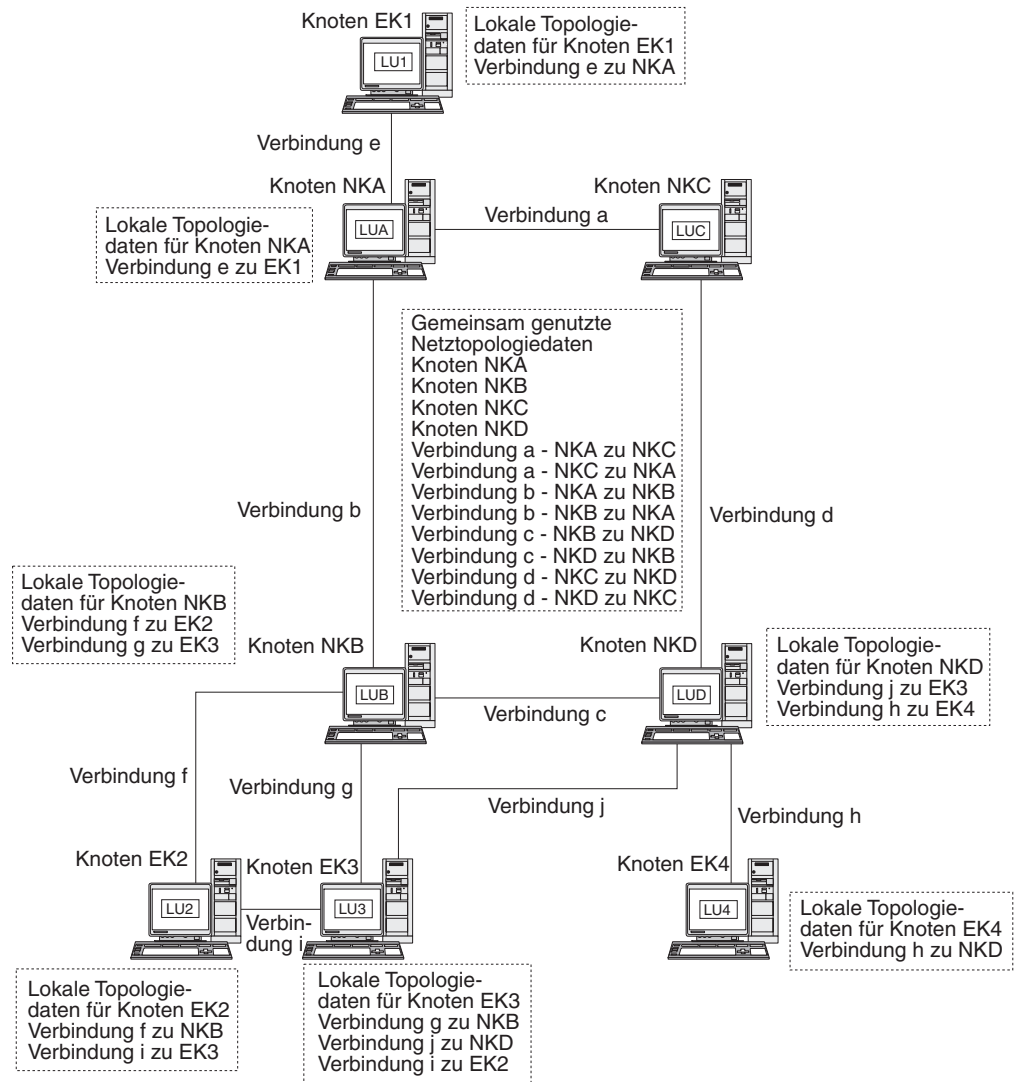 Knoten EK1
LU1
Lokale Topologie-
daten für Knoten EK1
Verbindung e zu NKA
Verbindung e
Knoten NKA
LUA
Knoten NKC
LUC
Verbindung a
Lokale Topologie-
daten für Knoten NKA
Verbindung e zu EK1
Gemeinsam genutzte
Netztopologiedaten
Knoten NKA
Knoten NKB
Knoten NKC
Knoten NKD
Verbindung a - NKA zu NKC
Verbindung a - NKC zu NKA
Verbindung b - NKA zu NKB
Verbindung b - NKB zu NKA
Verbindung c - NKB zu NKD
Verbindung c - NKD zu NKB
Verbindung d - NKC zu NKD
Verbindung d - NKD zu NKC
Verbindung b
Verbindung d
Lokale Topologie-
daten für Knoten NKB
Verbindung f zu EK2
Verbindung g zu EK3
Knoten NKB
LUB
Knoten NKD
LUD
Lokale Topologie-
daten für Knoten NKD
Verbindung j zu EK3
Verbindung h zu EK4
Verbindung c
Verbindung f
Verbindung g
Verbindung j
Verbindung h
Knoten EK2
LU2
Knoten EK3
LU3
Verbin-
dung i
Knoten EK4
LU4
Lokale Topologie-
daten für Knoten EK4
Verbindung h zu NKD
Lokale Topologie-
daten für Knoten EK2
Verbindung f zu NKB
Verbindung i zu EK3
Lokale Topologie-
daten für Knoten EK3
Verbindung g zu NKB
Verbindung j zu NKD
Verbindung i zu EK2